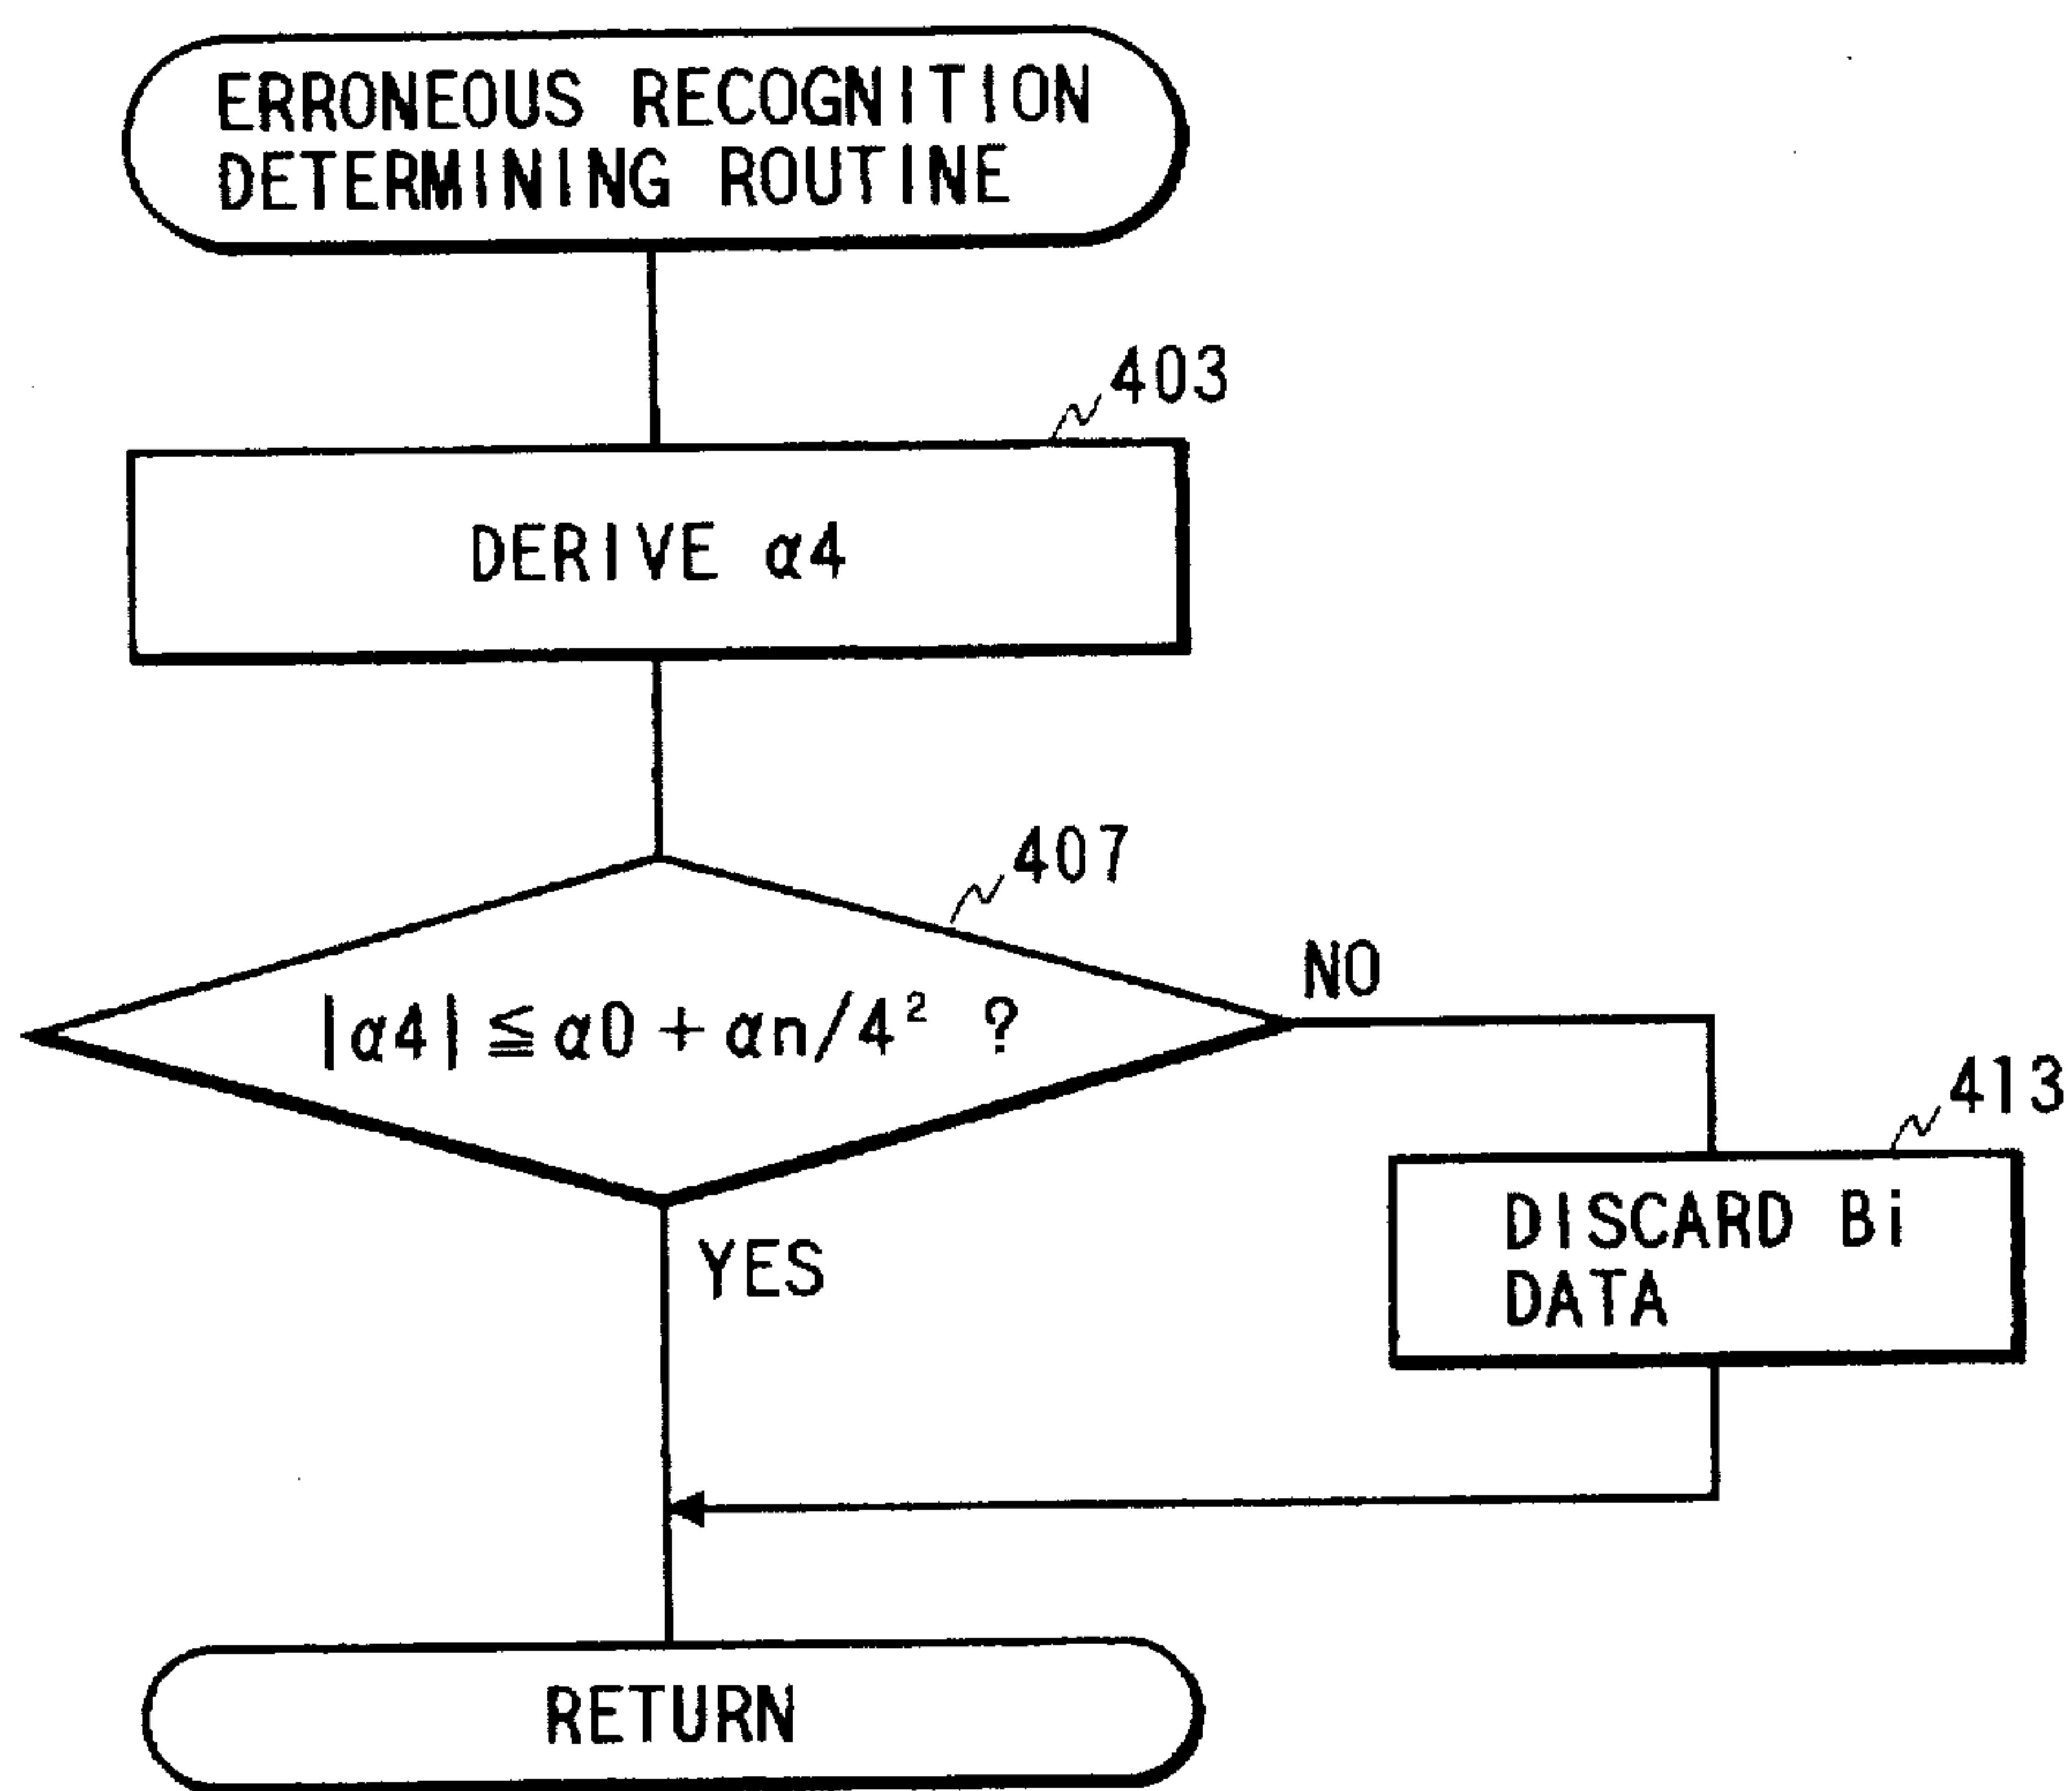 ERRONEOUS RECOGNITION
DETERMINING ROUTINE
403
DERIVE α4
407
|α4| ≦ α0 + αn/4² ?
NO
413
DISCARD Bi
DATA
YES
RETURN